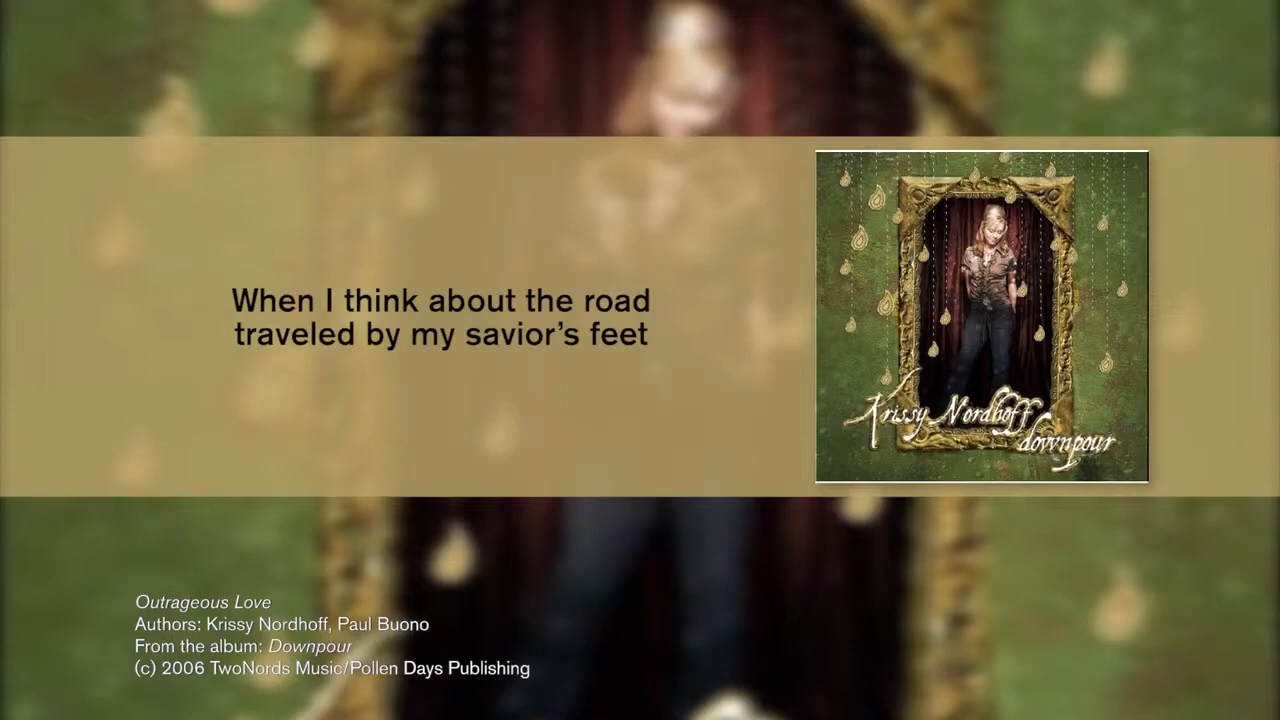 When I think about the road
traveled by my savior's feet
Krissy Nordhoff
downpour
Outrageous Love
Authors: Krissy Nordhoff, Paul Buono
From the album: Downpour
(c) 2006 TwoNords Music/Pollen Days Publishing